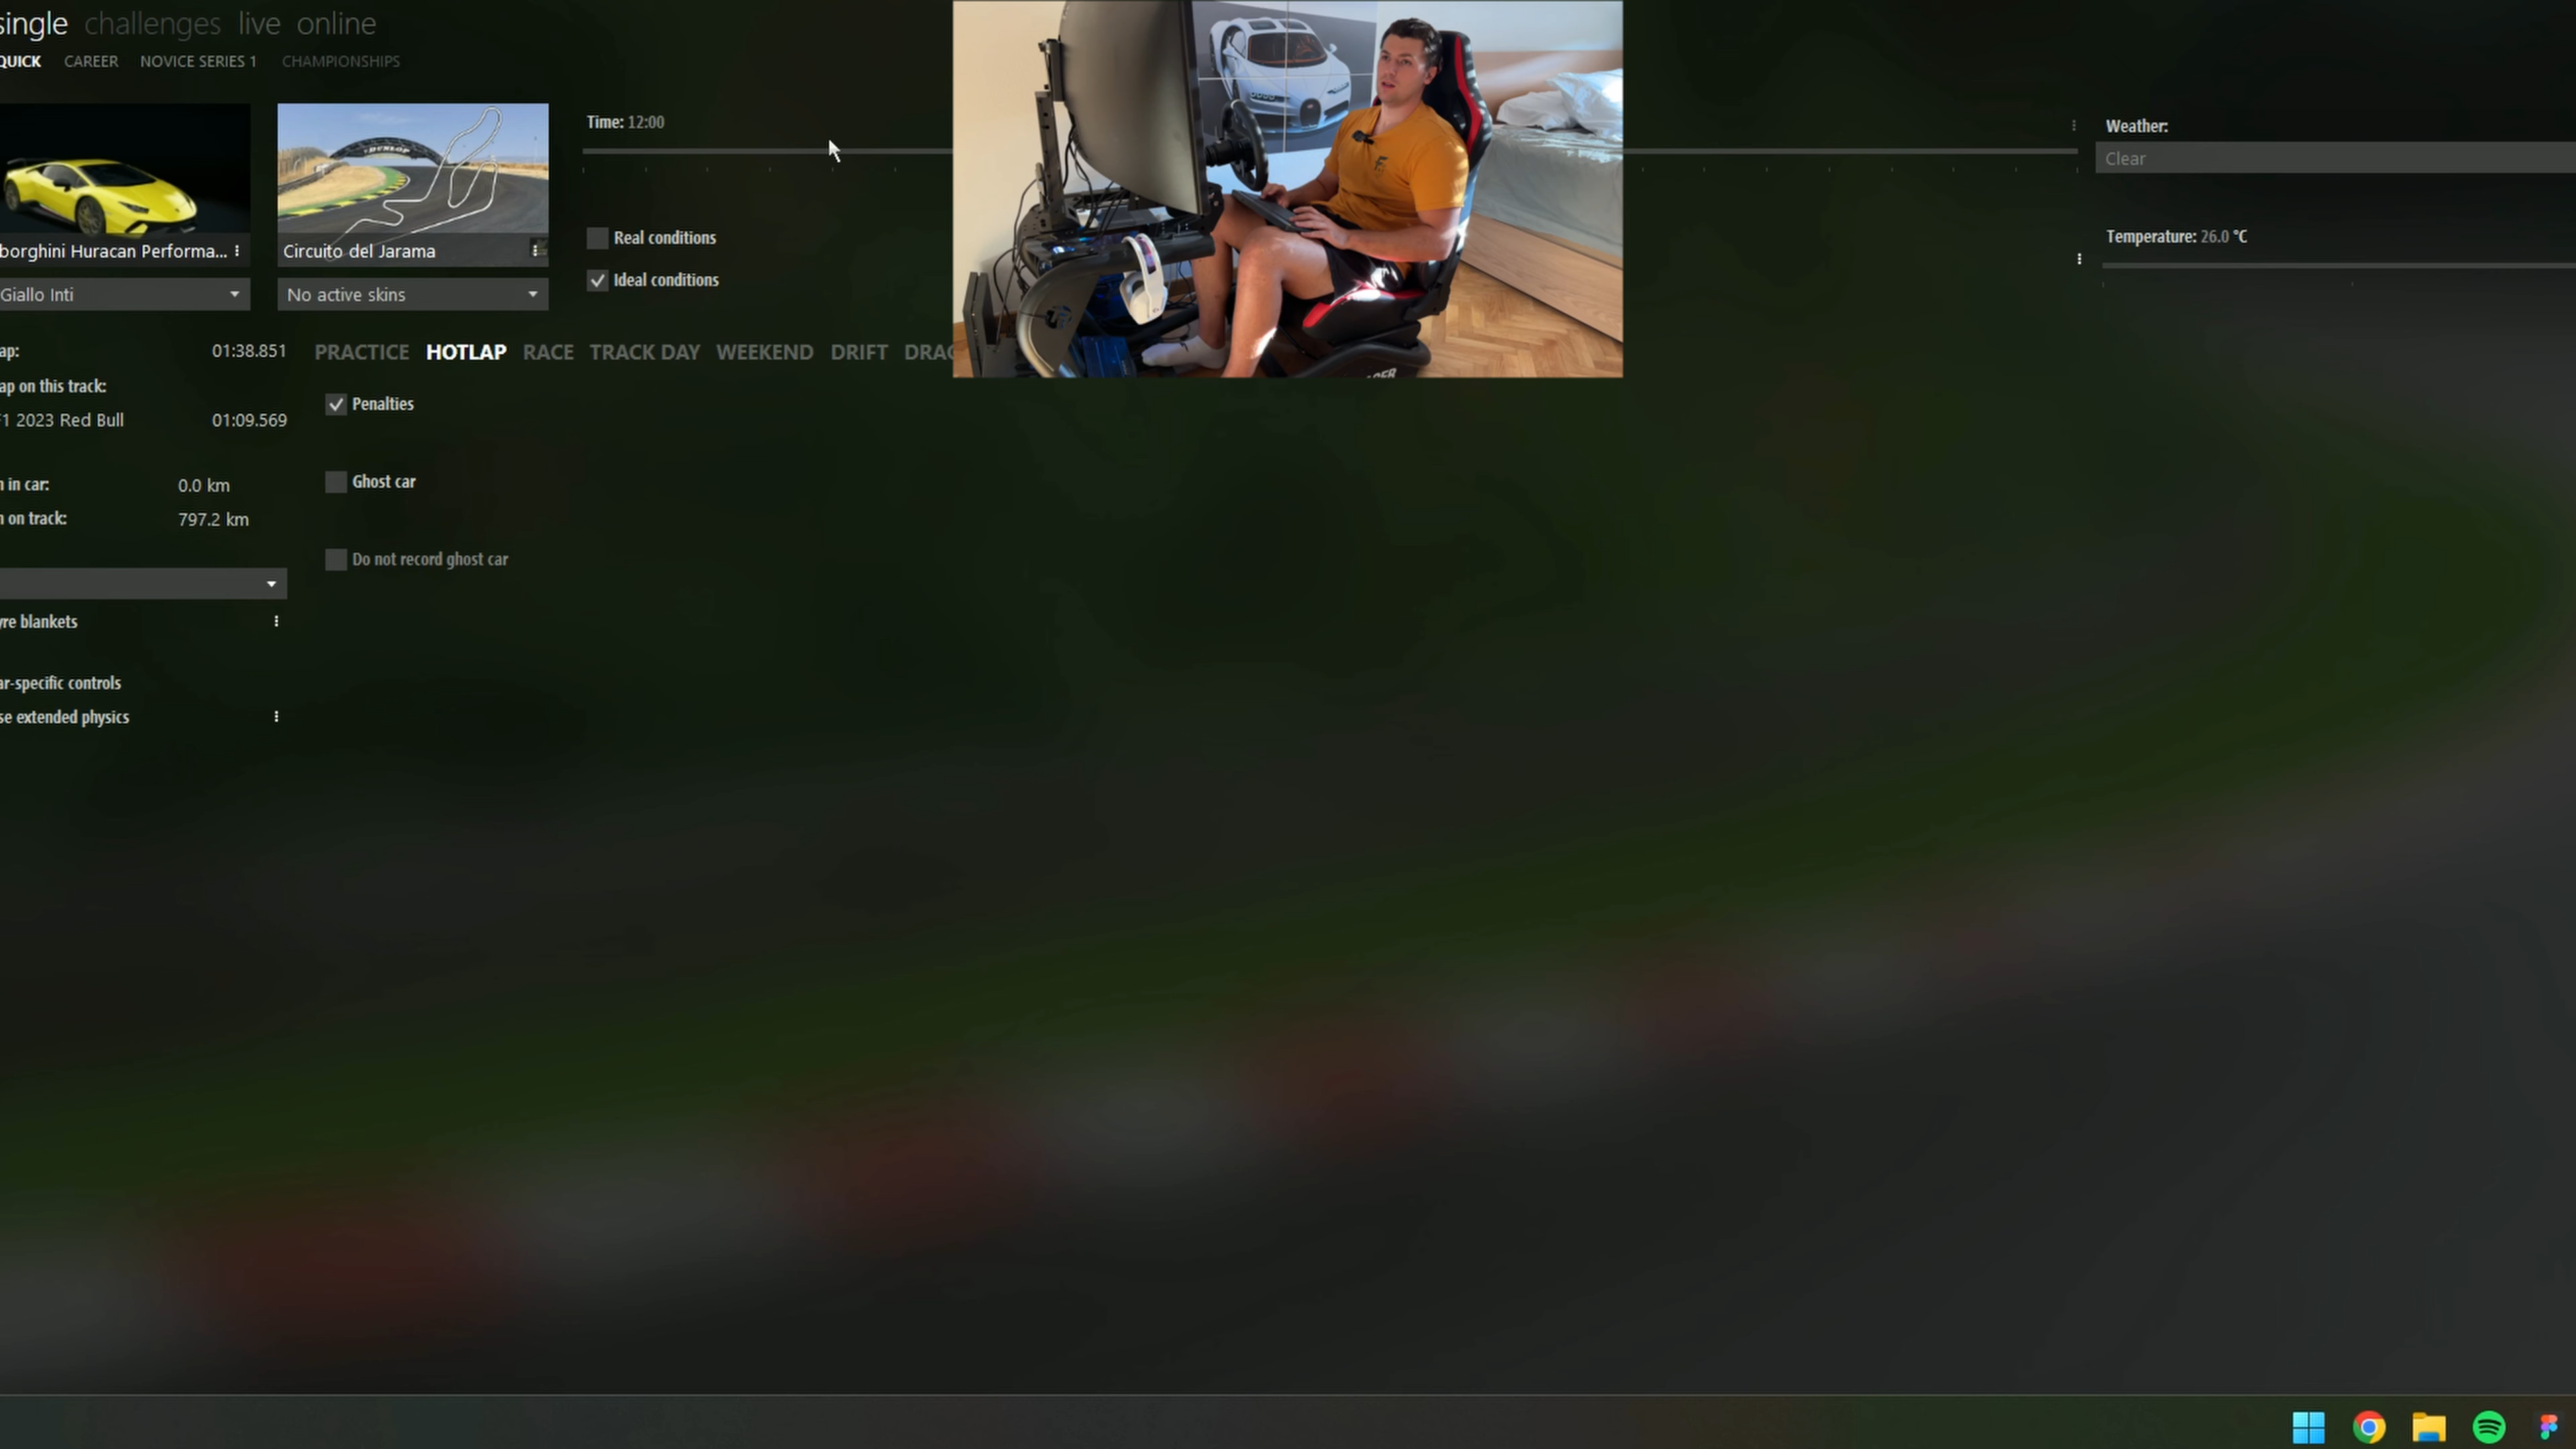 single challenges live online
QUICK CAREER NOVICE SERIES 1 CHAMPIONSHIPS
Time: 12:00
Weather:
Clear
DUNLOP
Real conditions
Temperature: 26.0 °C
borghini Huracan Performa...
Circuito del Jarama
Ideal conditions
Giallo Inti
No active skins
ap:
01:38.851
PRACTICE HOTLAP RACE TRACK DAY WEEKEND DRIFT DRAG
ap on this track:
Penalties
F1 2023 Red Bull
01:09.569
n in car:
0.0 km
Ghost car
n on track:
797.2 km
Do not record ghost car
yre blankets
ar-specific controls
se extended physics